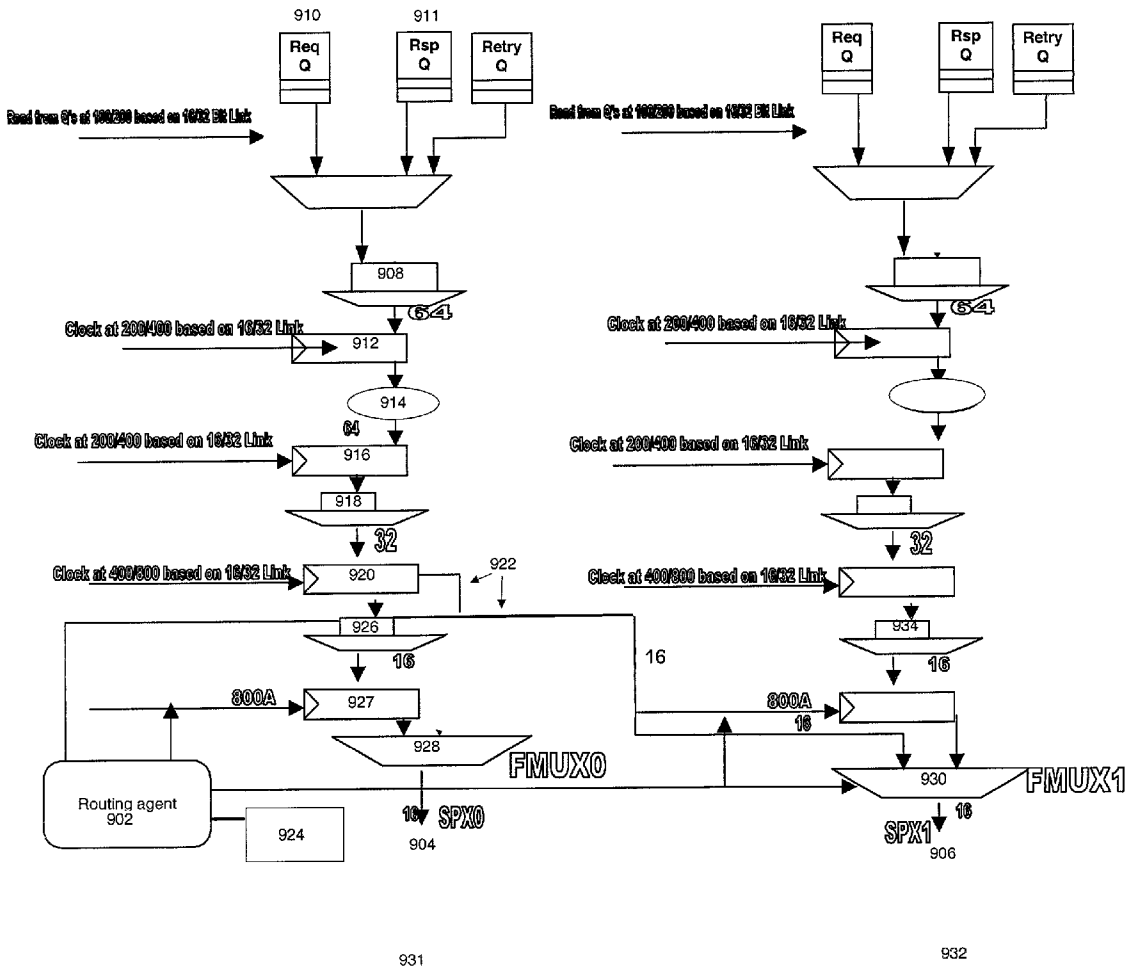 910
911
Req
Q
Rsp
Q
Retry
Q
Req
Q
Rsp
Q
Retry
Q
Read from Q's at 100/200 based on 16/32 Bit Link
Read from Q's at 100/200 based on 16/32 Bit Link
908
64
64
Clock at 200/400 based on 16/32 Link
912
Clock at 200/400 based on 16/32 Link
914
64
Clock at 200/400 based on 16/32 Link
916
Clock at 200/400 based on 16/32 Link
918
32
32
Clock at 400/800 based on 16/32 Link
920
922
Clock at 400/800 based on 16/32 Link
926
934
16
16
16
800A
927
800A
16
928
FMUX0
930
FMUX1
Routing agent
902
924
16
SPX0
904
16
SPX1
906
931
932